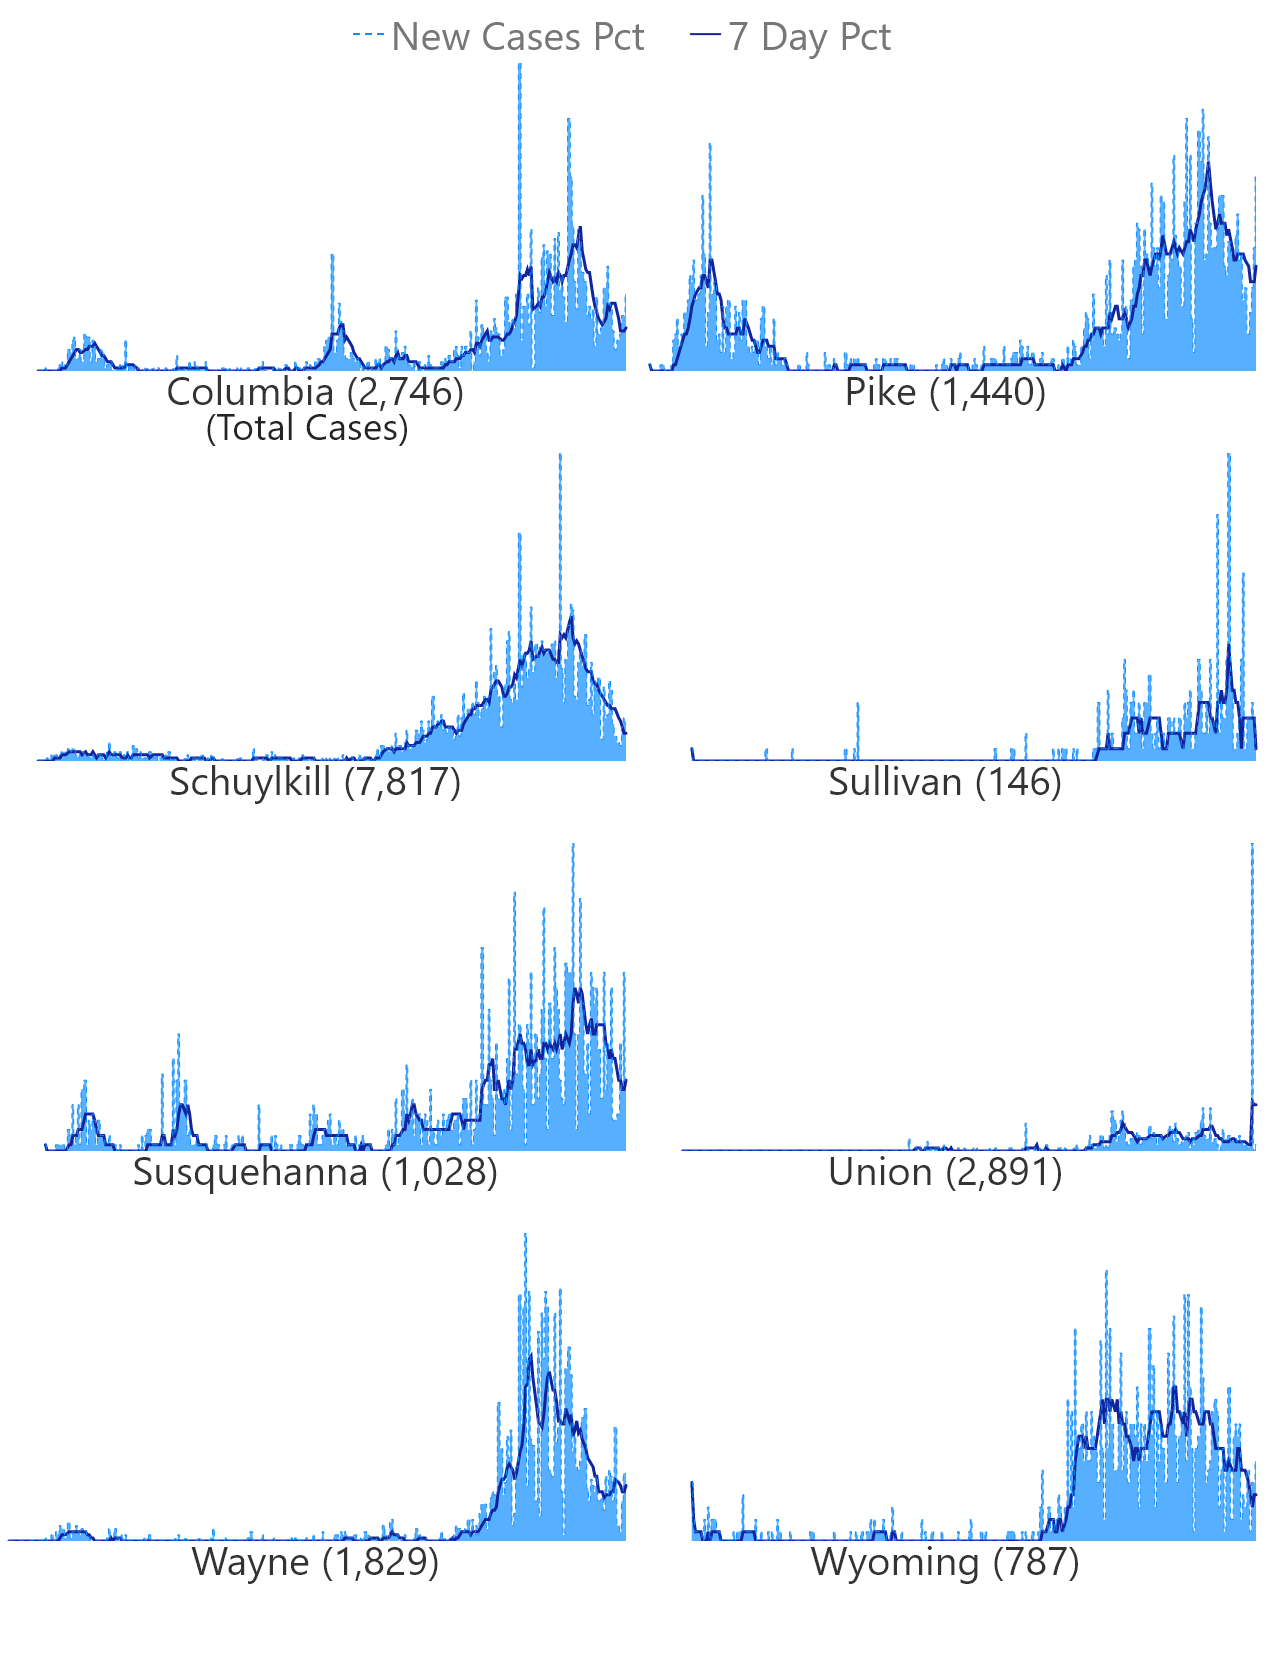 New Cases Pct 7 Day Pct
Columbia (2,746)
(Total Cases)
Pike (1,440)
Schuylkill (7,817)
Sullivan (146)
Susquehanna (1,028)
Union (2,891)
Wayne (1,829)
Wyoming (787)